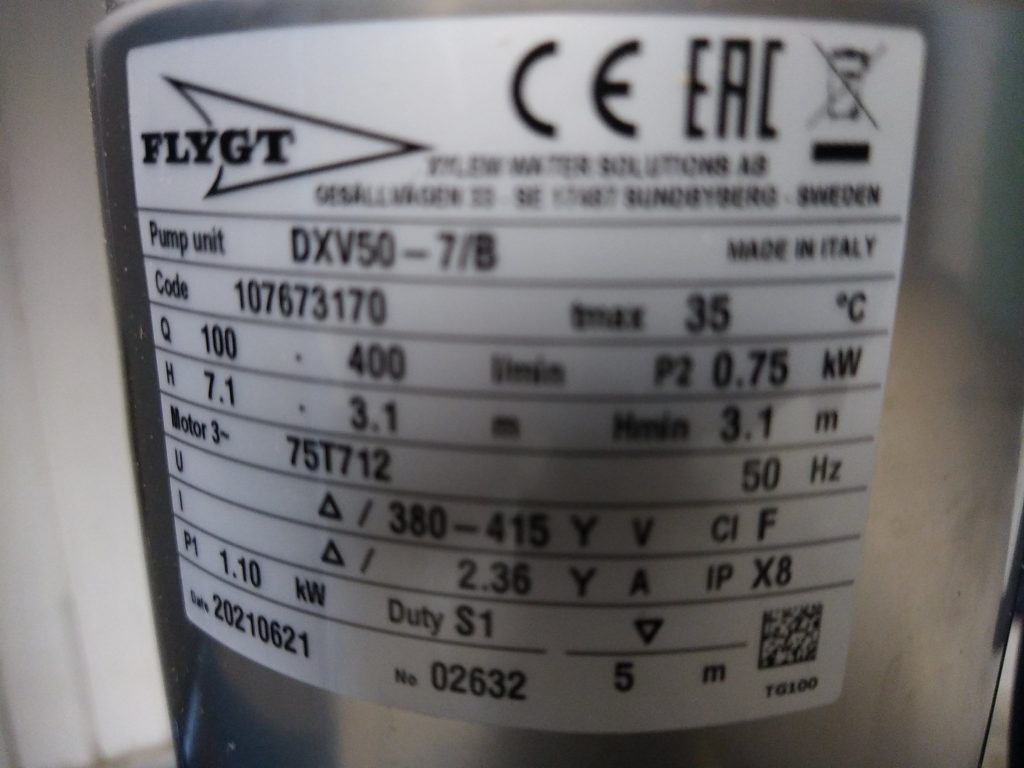 CE EAC
FLYGT
XYLEM WATER SOLUTIONS AB
GESÄLLVÄGEN 33 - SE 17487 SUNDBYBERG - SWEDEN
Pump unit DXV50-7/B MADE IN ITALY
Code 107673170 tmax 35 °C
Q 100 - 400 l/min P2 0.75 kW
H 7.1 - 3.1 m Hmin 3.1 m
Motor 3~ 75T712 50 Hz
U Δ / 380-415 Y V Cl F
I Δ / 2.36 Y A IP X8
P1 1.10 kW Duty S1 ▽
Date 20210621 No 02632 5 m
TG100